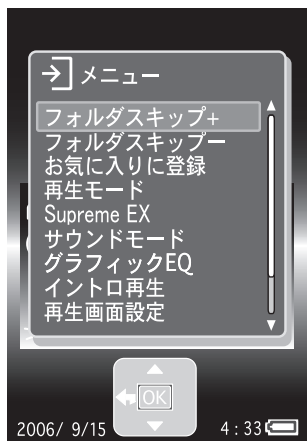 メニュー
フォルダスキップ+
フォルダスキップー
お気に入りに登録
再生モード
Supreme EX
サウンドモード
グラフィックEQ
イントロ再生
再生画面設定
OK
2006/ 9/15 4:33